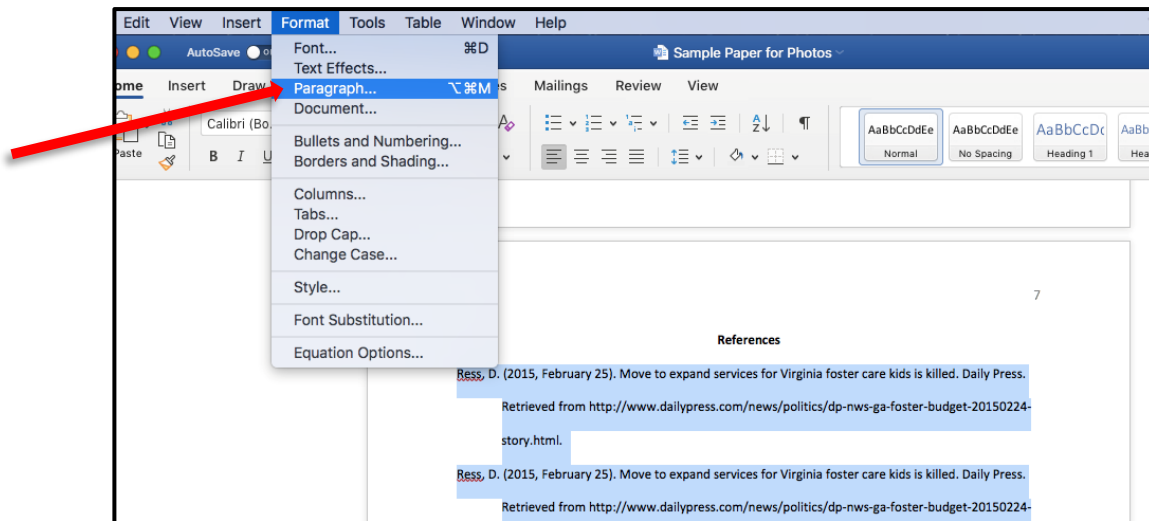 Edit View Insert Format Tools Table Window Help
AutoSave Sample Paper for Photos
Font... ⌘D
Text Effects...
Paragraph... ⌥⌘M
Document...
Bullets and Numbering...
Borders and Shading...
Columns...
Tabs...
Drop Cap...
Change Case...
Style...
Font Substitution...
Equation Options...
ome Insert Draw s Mailings Review View
Paste Calibri (Bo.
B I U
AaBbCcDdEe AaBbCcDdEe AaBbCcDc AaBb
Normal No Spacing Heading 1 Hea
7
References
Ress, D. (2015, February 25). Move to expand services for Virginia foster care kids is killed. Daily Press.
Retrieved from http://www.dailypress.com/news/politics/dp-nws-ga-foster-budget-20150224-
story.html.
Ress, D. (2015, February 25). Move to expand services for Virginia foster care kids is killed. Daily Press.
Retrieved from http://www.dailypress.com/news/politics/dp-nws-ga-foster-budget-20150224-